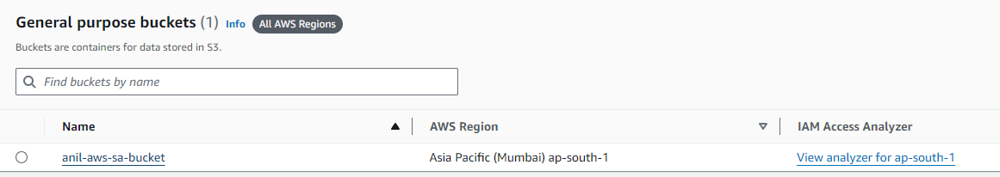 General purpose buckets (1) Info All AWS Regions
Buckets are containers for data stored in S3.
Find buckets by name
Name AWS Region IAM Access Analyzer
anil-aws-sa-bucket Asia Pacific (Mumbai) ap-south-1 View analyzer for ap-south-1